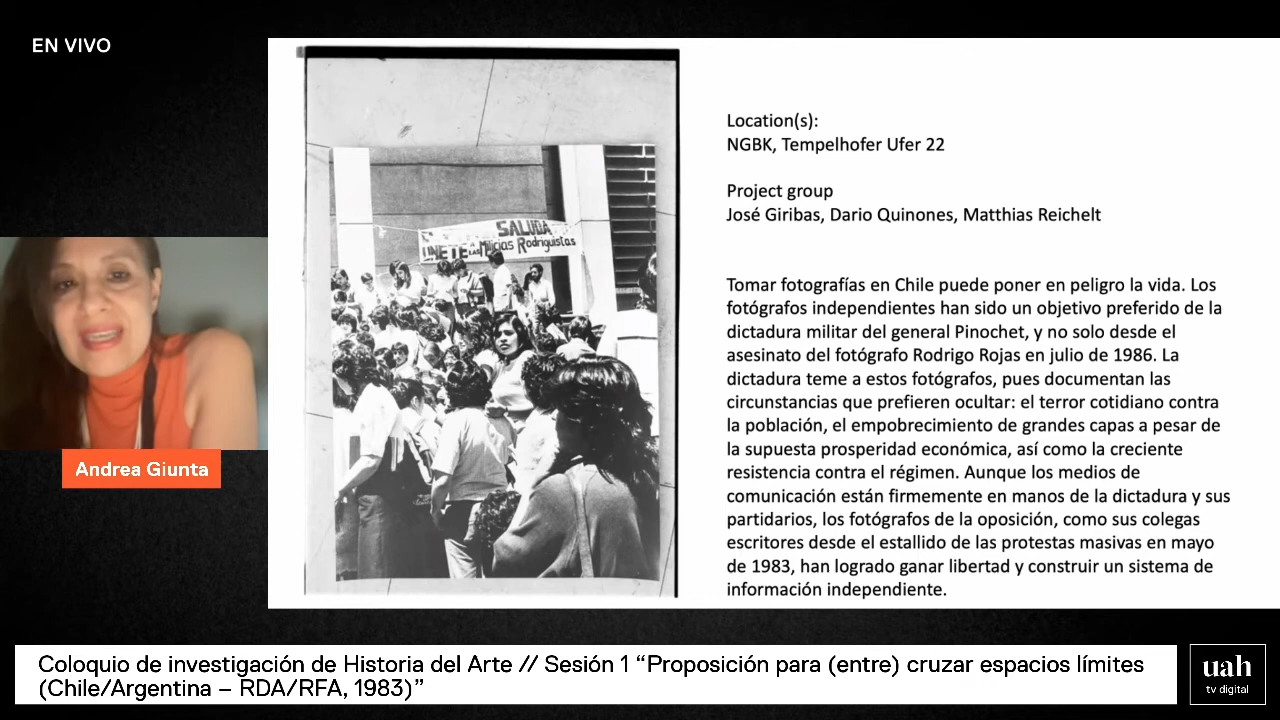 EN VIVO
SALUDA
UNETE A LAS Milicias Rodriguistas
Location(s):
NGBK, Tempelhofer Ufer 22
Project group
José Giribas, Dario Quinones, Matthias Reichelt
Tomar fotografías en Chile puede poner en peligro la vida. Los
fotógrafos independientes han sido un objetivo preferido de la
dictadura militar del general Pinochet, y no solo desde el
asesinato del fotógrafo Rodrigo Rojas en julio de 1986. La
dictadura teme a estos fotógrafos, pues documentan las
circunstancias que prefieren ocultar: el terror cotidiano contra
la población, el empobrecimiento de grandes capas a pesar de
la supuesta prosperidad económica, así como la creciente
resistencia contra el régimen. Aunque los medios de
comunicación están firmemente en manos de la dictadura y sus
partidarios, los fotógrafos de la oposición, como sus colegas
escritores desde el estallido de las protestas masivas en mayo
de 1983, han logrado ganar libertad y construir un sistema de
información independiente.
Andrea Giunta
Coloquio de investigación de Historia del Arte // Sesión 1 “Proposición para (entre) cruzar espacios límites
(Chile/Argentina – RDA/RFA, 1983)”
uah
tv digital